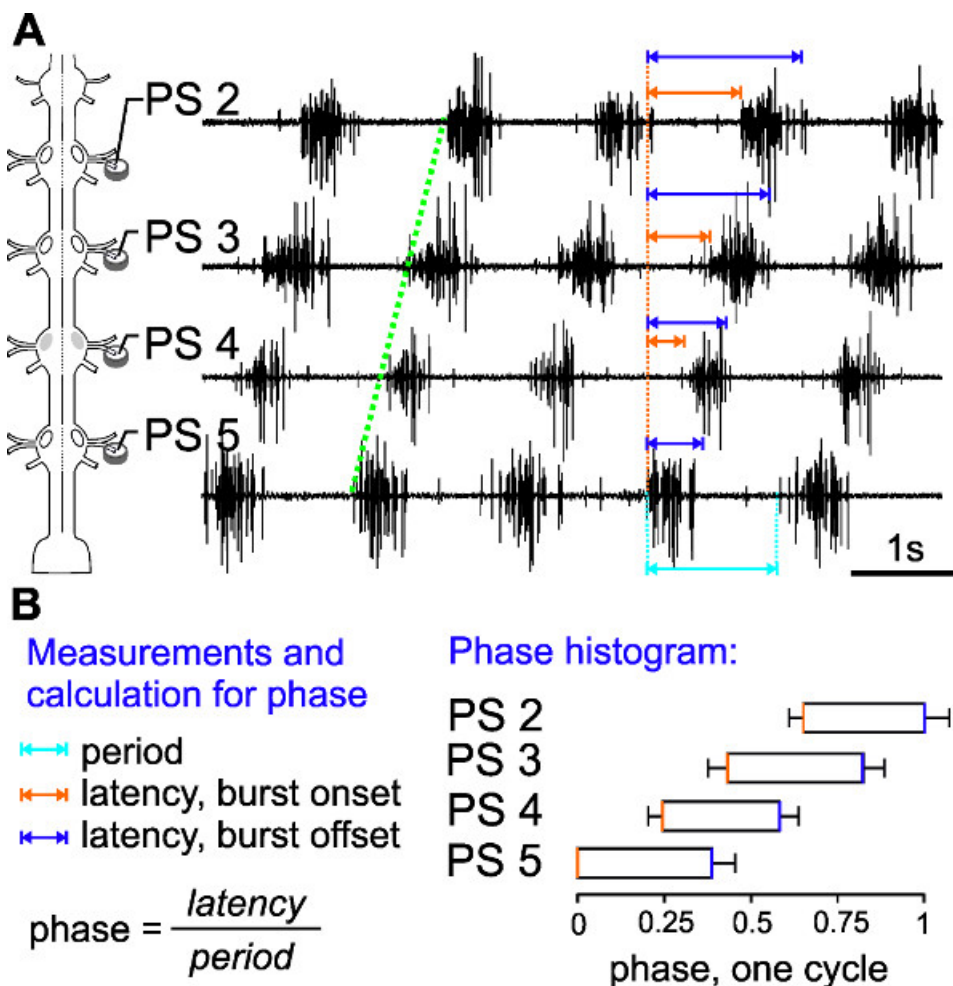 A
PS 2
PS 3
PS 4
PS 5
1s
B
Measurements and
calculation for phase
period
latency, burst onset
latency, burst offset
phase = latency
period
Phase histogram:
PS 2
PS 3
PS 4
PS 5
0 0.25 0.5 0.75 1
phase, one cycle